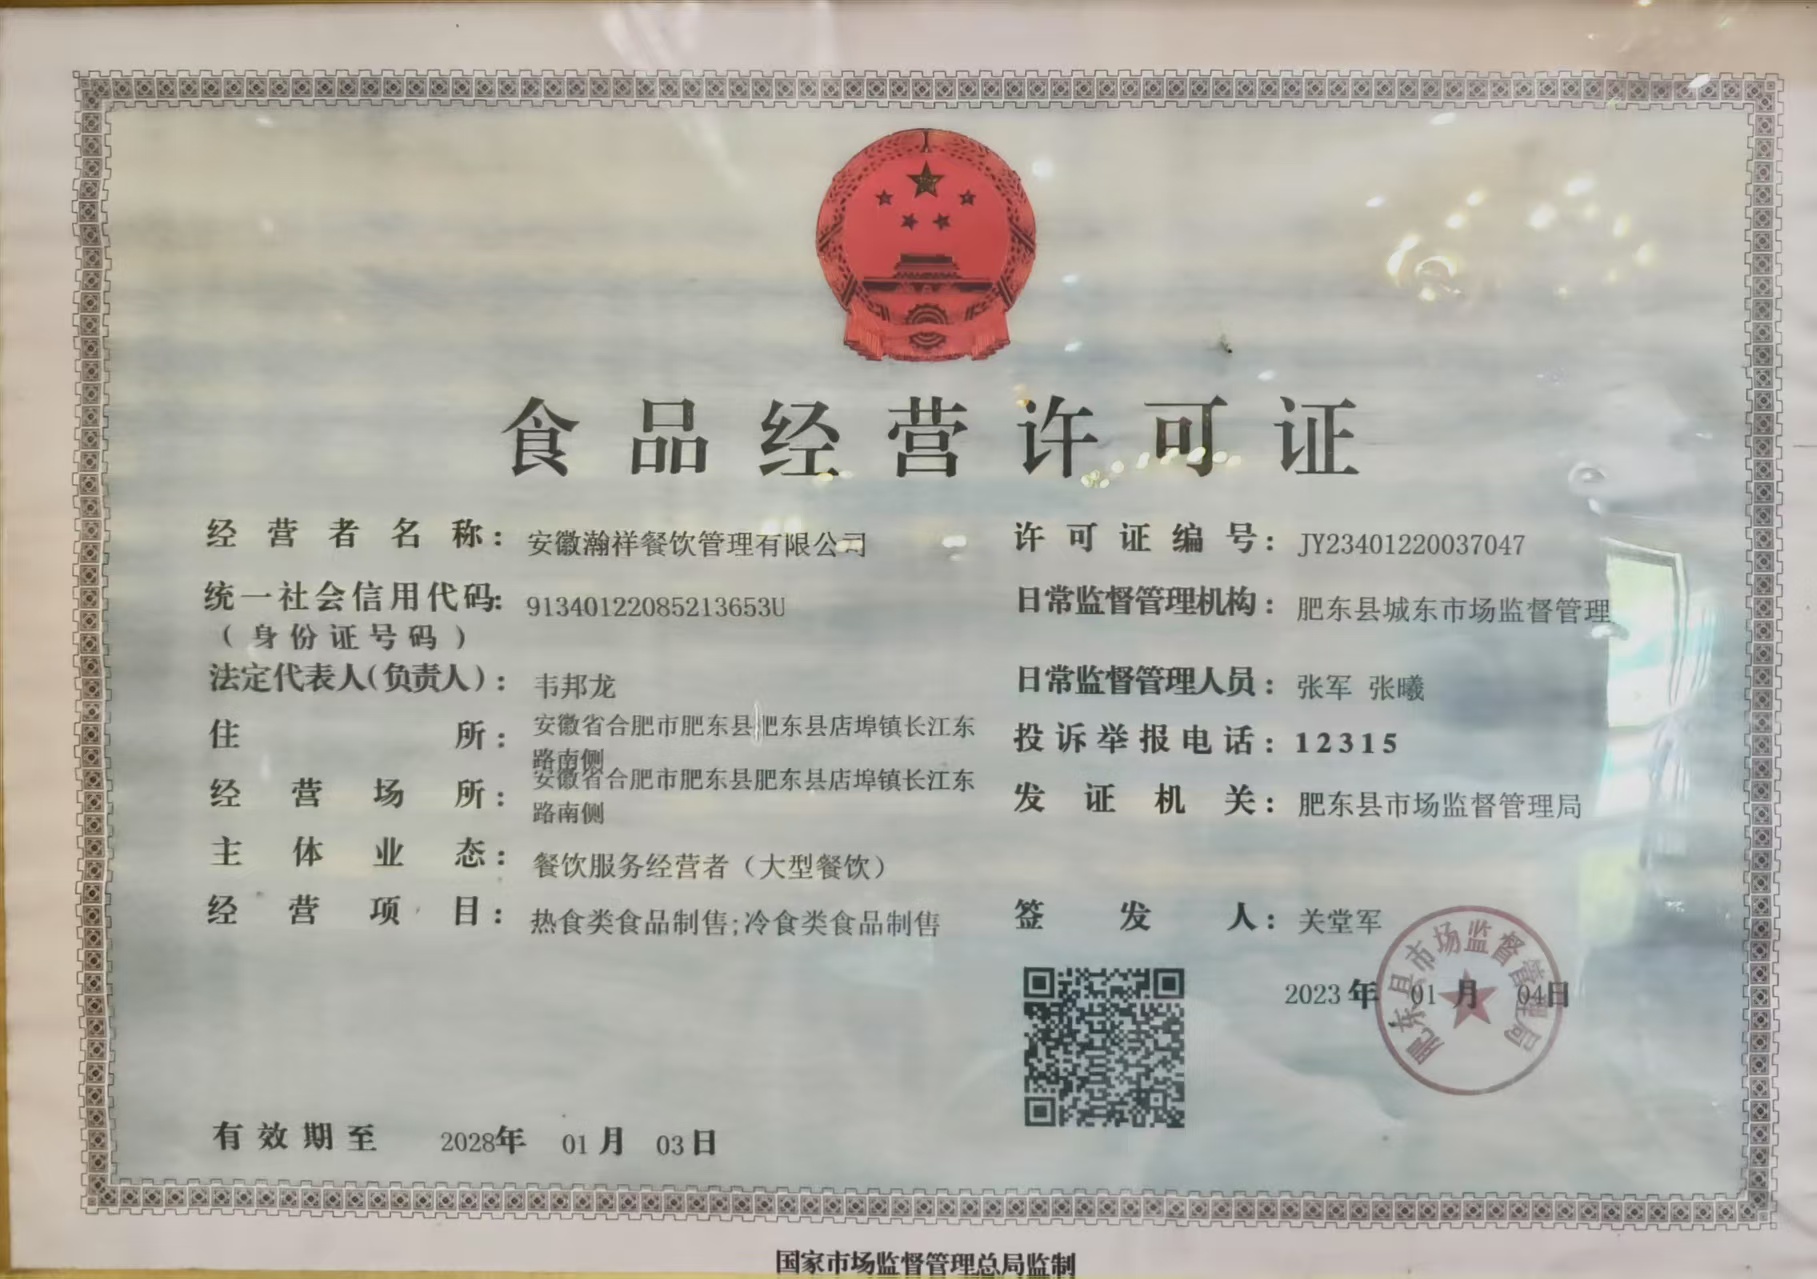 食品经营许可证
经营者名称：安徽瀚祥餐饮管理有限公司
统一社会信用代码：91340122085213653U
（身份证号码）
法定代表人(负责人)：韦邦龙
住所：安徽省合肥市肥东县肥东县店埠镇长江东
路南侧
经营场所：安徽省合肥市肥东县肥东县店埠镇长江东
路南侧
主体业态：餐饮服务经营者（大型餐饮）
经营项目：热食类食品制售;冷食类食品制售
许可证编号：JY23401220037047
日常监督管理机构：肥东县城东市场监督管理
日常监督管理人员：张军 张曦
投诉举报电话：12315
发证机关：肥东县市场监督管理局
签发人：关堂军
2023年 01月 04日
肥东县市场监督管理局
有效期至 2028年 01月 03日
国家市场监督管理总局监制